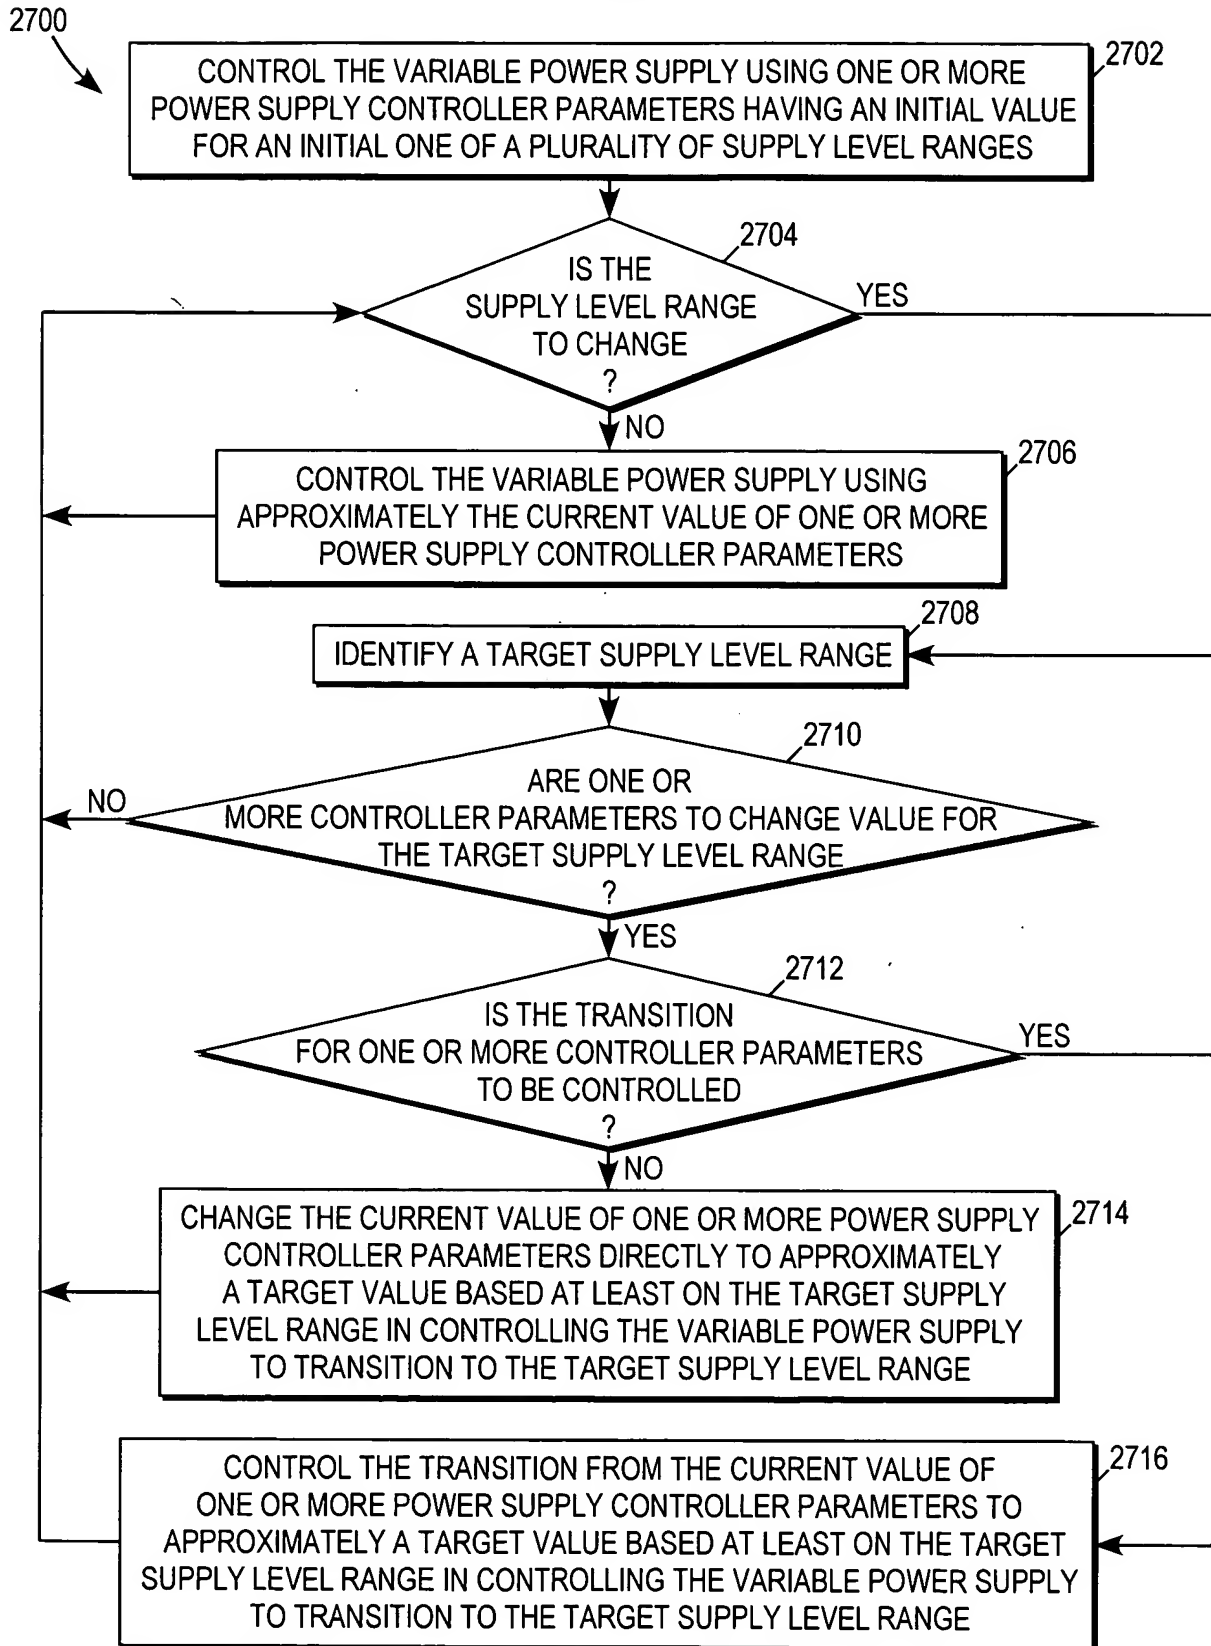 2700
2702
CONTROL THE VARIABLE POWER SUPPLY USING ONE OR MORE
POWER SUPPLY CONTROLLER PARAMETERS HAVING AN INITIAL VALUE
FOR AN INITIAL ONE OF A PLURALITY OF SUPPLY LEVEL RANGES
2704
IS THE
SUPPLY LEVEL RANGE
TO CHANGE
?
YES
NO
2706
CONTROL THE VARIABLE POWER SUPPLY USING
APPROXIMATELY THE CURRENT VALUE OF ONE OR MORE
POWER SUPPLY CONTROLLER PARAMETERS
2708
IDENTIFY A TARGET SUPPLY LEVEL RANGE
2710
ARE ONE OR
MORE CONTROLLER PARAMETERS TO CHANGE VALUE FOR
THE TARGET SUPPLY LEVEL RANGE
?
NO
YES
2712
IS THE TRANSITION
FOR ONE OR MORE CONTROLLER PARAMETERS
TO BE CONTROLLED
?
YES
NO
2714
CHANGE THE CURRENT VALUE OF ONE OR MORE POWER SUPPLY
CONTROLLER PARAMETERS DIRECTLY TO APPROXIMATELY
A TARGET VALUE BASED AT LEAST ON THE TARGET SUPPLY
LEVEL RANGE IN CONTROLLING THE VARIABLE POWER SUPPLY
TO TRANSITION TO THE TARGET SUPPLY LEVEL RANGE
2716
CONTROL THE TRANSITION FROM THE CURRENT VALUE OF
ONE OR MORE POWER SUPPLY CONTROLLER PARAMETERS TO
APPROXIMATELY A TARGET VALUE BASED AT LEAST ON THE TARGET
SUPPLY LEVEL RANGE IN CONTROLLING THE VARIABLE POWER SUPPLY
TO TRANSITION TO THE TARGET SUPPLY LEVEL RANGE